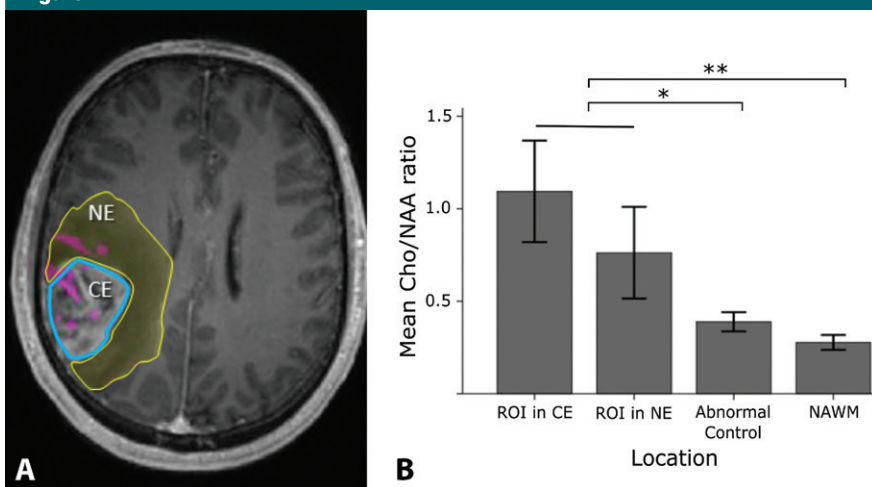 NE
CE
A
**
*
1.5
1.0
0.5
Mean Cho/NAA ratio
ROI in CE
ROI in NE
Abnormal
Control
NAWM
Location
B